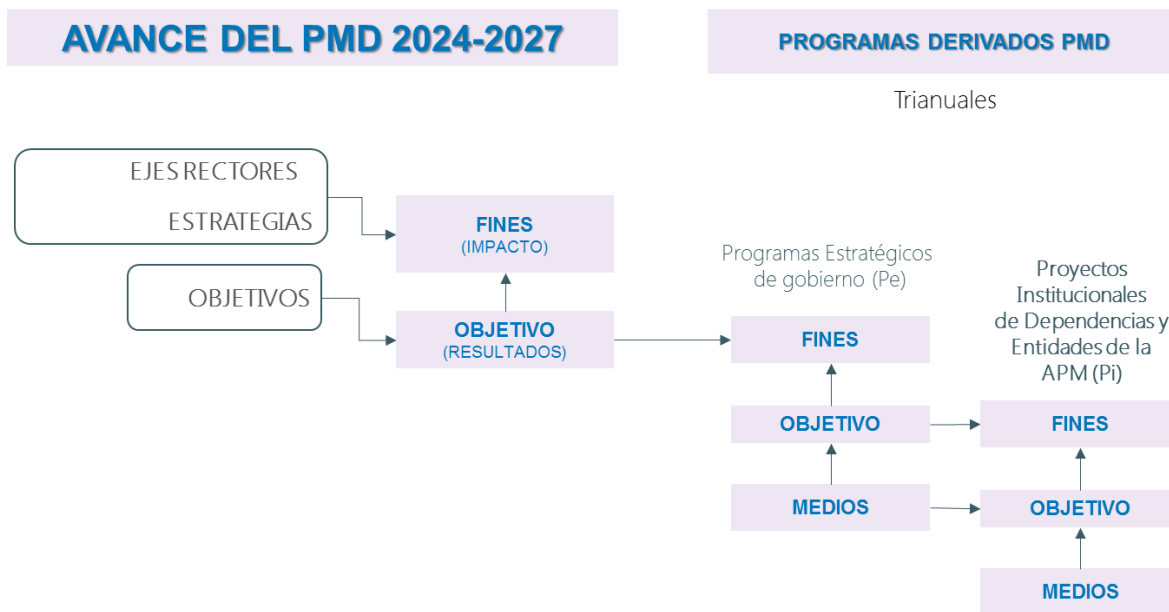 AVANCE DEL PMD 2024-2027
PROGRAMAS DERIVADOS PMD
Trianuales
EJES RECTORES
ESTRATEGIAS
FINES
(IMPACTO)
OBJETIVOS
OBJETIVO
(RESULTADOS)
Programas Estratégicos
de gobierno (Pe)
FINES
OBJETIVO
MEDIOS
Proyectos
Institucionales
de Dependencias y
Entidades de la
APM (Pi)
FINES
OBJETIVO
MEDIOS